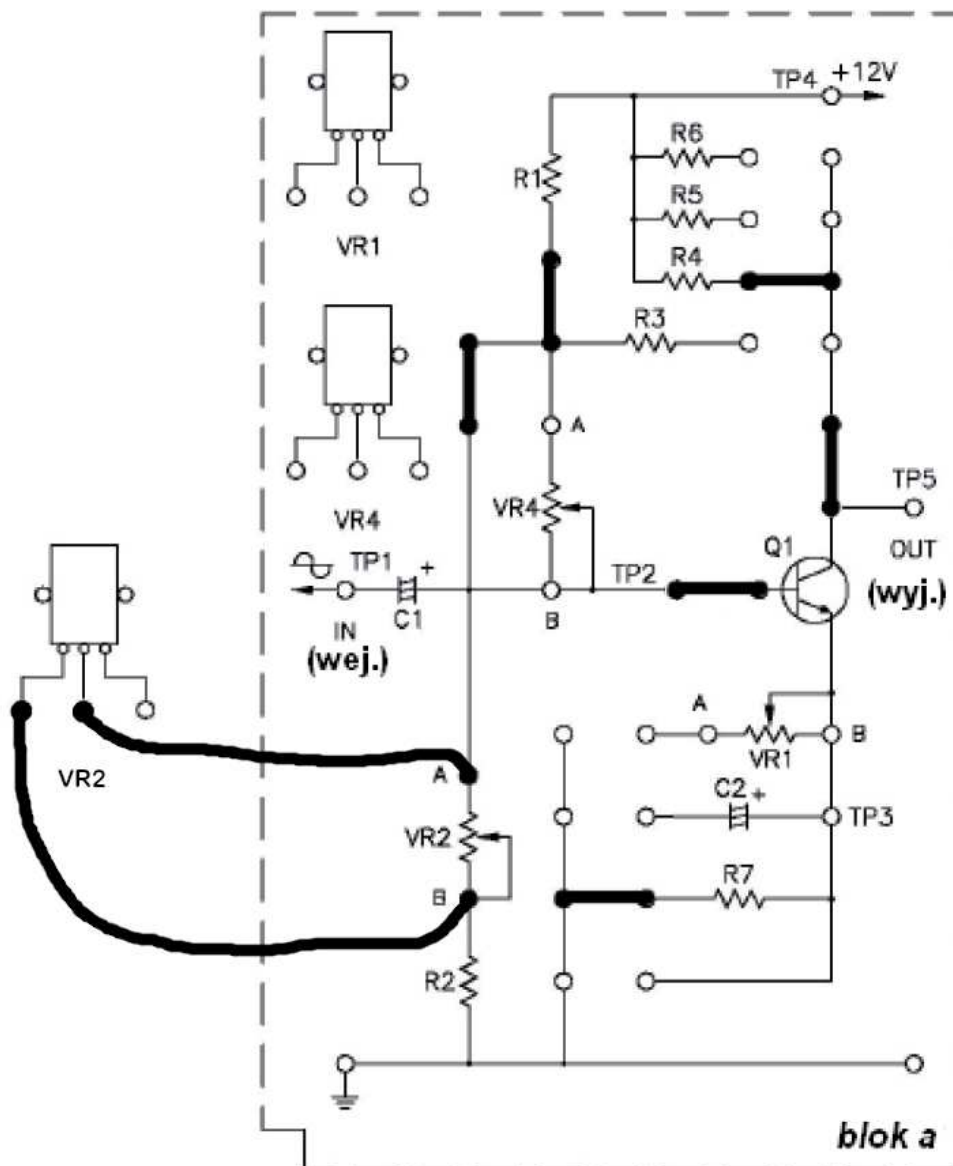 TP4 +12V
R6
R1
R5
VR1
R4
R3
A
VR4
VR4
TP5
Q1
OUT
(wyj.)
TP1 +
TP2
C1
B
IN
(wej.)
A
B
VR1
VR2
A
C2 +
TP3
VR2
R7
B
R2
blok a